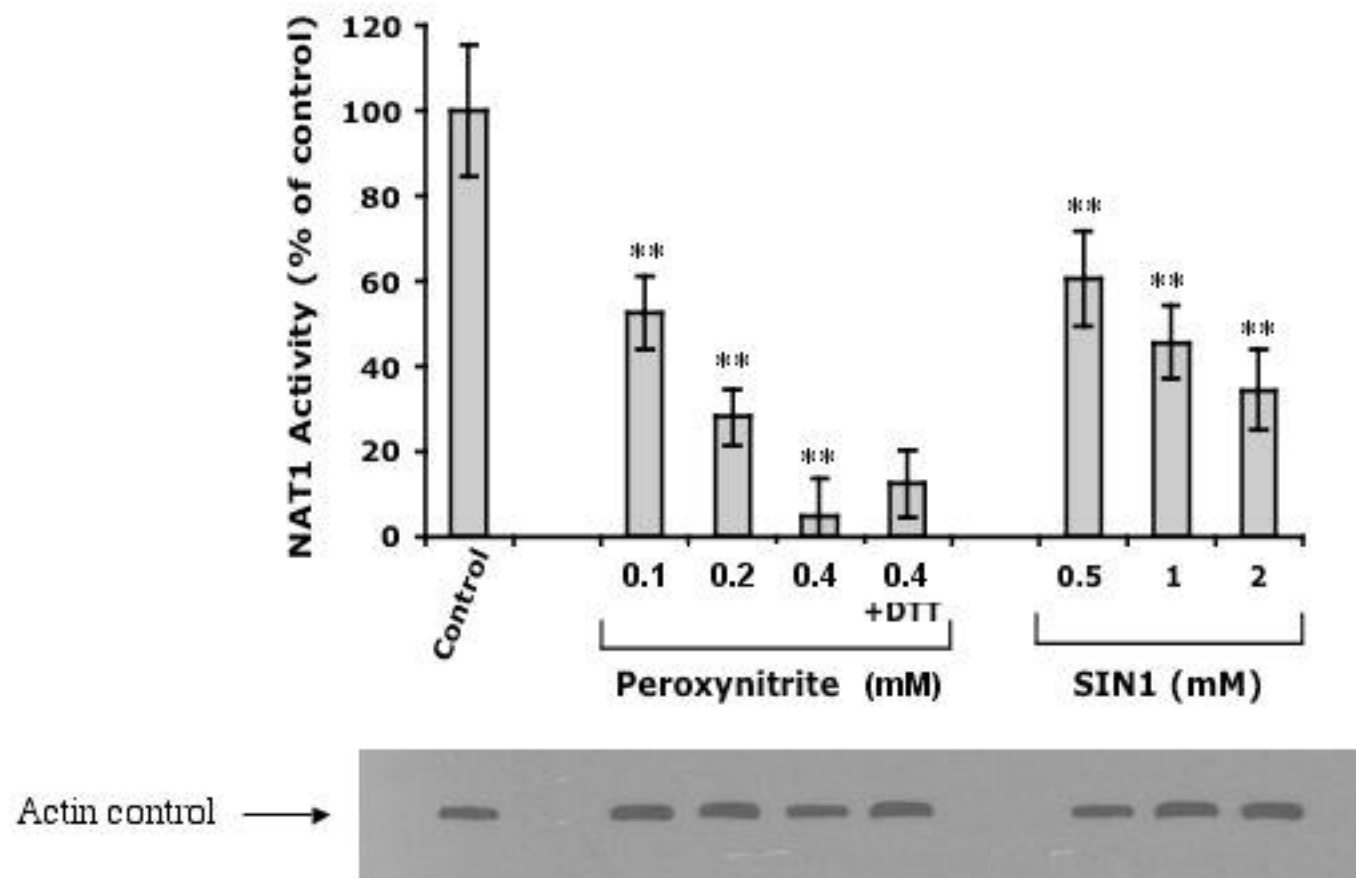 NAT1 Activity (% of control)
120
100
80
60
40
20
0
**
**
**
**
**
**
Control
0.1 0.2 0.4 0.4 0.5 1 2
+DTT
Peroxynitrite (mM) SIN1 (mM)
Actin control